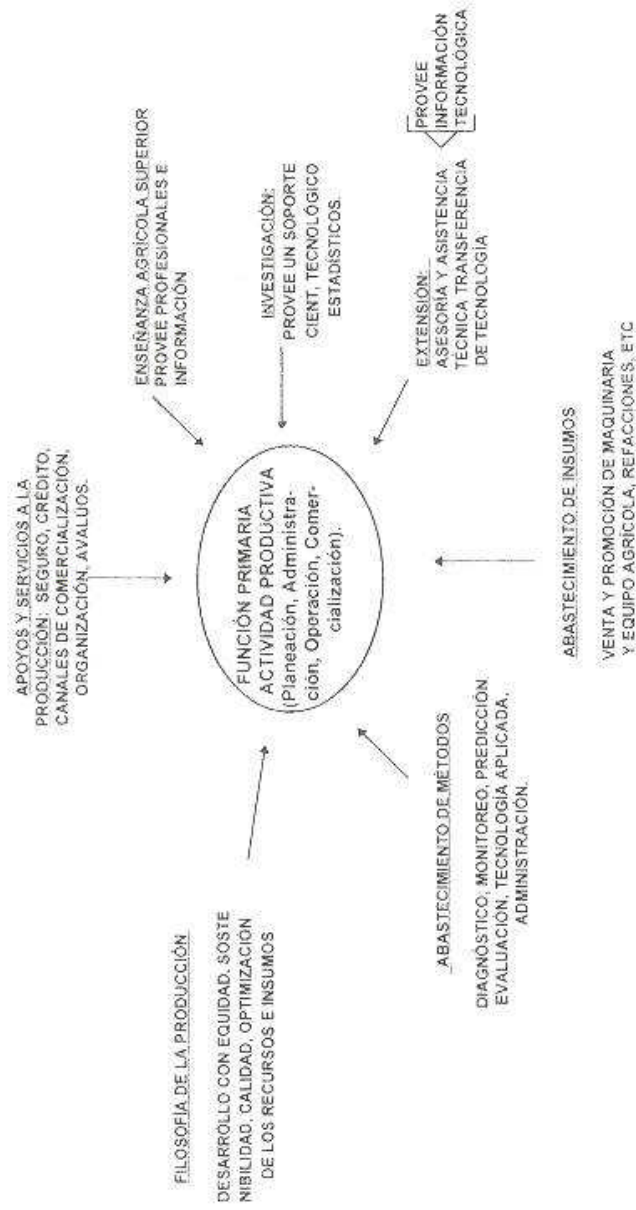 APOYOS Y SERVICIOS A LA
PRODUCCIÓN: SEGURO, CRÉDITO,
CANALES DE COMERCIALIZACIÓN,
ORGANIZACIÓN, AVALÚOS.
ENSEÑANZA AGRÍCOLA SUPERIOR
PROVEE PROFESIONALES E
INFORMACIÓN
FILOSOFÍA DE LA PRODUCCIÓN
DESARROLLO CON EQUIDAD, SOSTE
NIBILIDAD, CALIDAD, OPTIMIZACIÓN
DE LOS RECURSOS E INSUMOS
FUNCIÓN PRIMARIA
ACTIVIDAD PRODUCTIVA
(Planeación, Administra-
ción, Operación, Comer-
cialización).
INVESTIGACIÓN:
PROVEE UN SOPORTE
CIENT, TECNOLÓGICO
ESTADÍSTICOS.
ABASTECIMIENTO DE MÉTODOS
DIAGNÓSTICO, MONITOREO, PREDICCIÓN
EVALUACIÓN, TECNOLOGÍA APLICADA,
ADMINISTRACIÓN.
EXTENSIÓN:
ASESORÍA Y ASISTENCIA
TÉCNICA TRANSFERENCIA
DE TECNOLOGÍA
PROVEE
INFORMACIÓN
TECNOLÓGICA
ABASTECIMIENTO DE INSUMOS
VENTA Y PROMOCIÓN DE MAQUINARIA
Y EQUIPO AGRÍCOLA, REFACCIONES, ETC